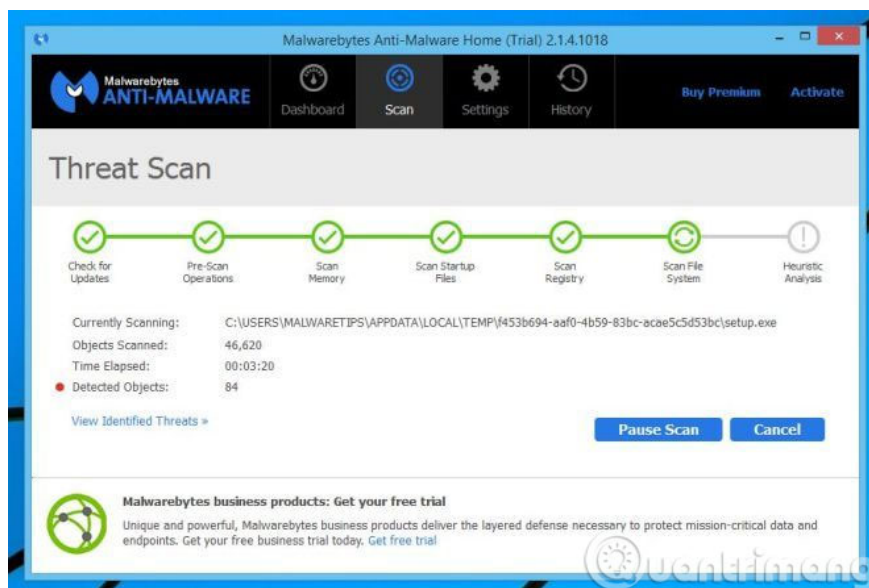 Malwarebytes Anti-Malware Home (Trial) 2.1.4.1018
Malwarebytes
ANTI-MALWARE
Dashboard
Scan
Settings
History
Buy Premium
Activate
Threat Scan
Check for
Updates
Pre-Scan
Operations
Scan
Memory
Scan Startup
Files
Scan
Registry
Scan File
System
Heuristic
Analysis
Currently Scanning: C:\USERS\MALWARETIPS\APPDATA\LOCAL\TEMP\f453b694-aaf0-4b59-83bc-acae5c5d53bc\setup.exe
Objects Scanned: 46,620
Time Elapsed: 00:03:20
Detected Objects: 84
View Identified Threats »
Pause Scan
Cancel
Malwarebytes business products: Get your free trial
Unique and powerful, Malwarebytes business products deliver the layered defense necessary to protect mission-critical data and
endpoints. Get your free business trial today. Get free trial
Quantrimang